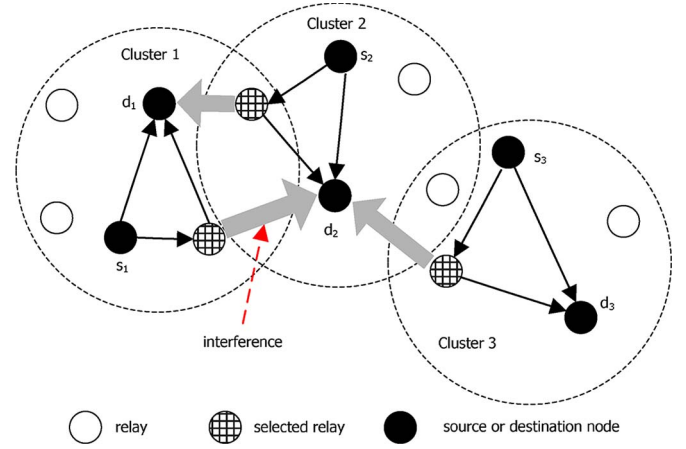 Cluster 2
Cluster 1
s2
d1
s3
d2
s1
d3
interference
Cluster 3
relay
selected relay
source or destination node